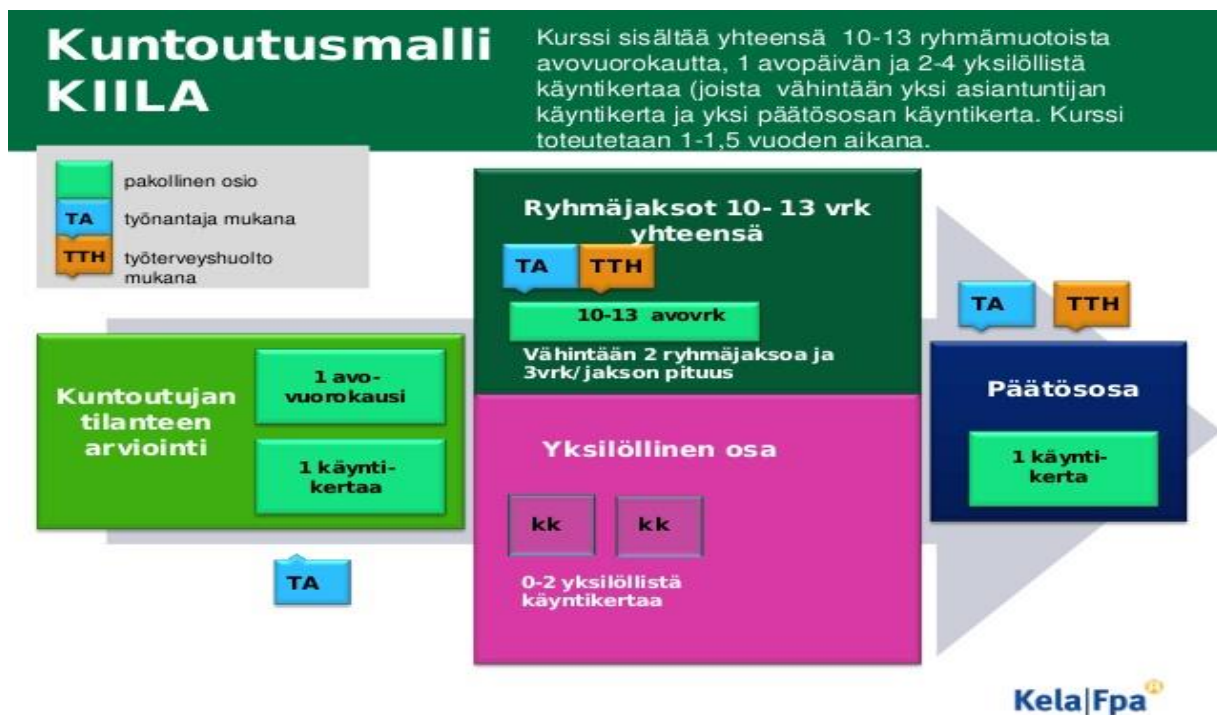 Kuntoutusmalli
KIILA
Kurssi sisältää yhteensä 10-13 ryhmämuotoista
avovuorokautta, 1 avopäivän ja 2-4 yksilöllistä
käyntikertaa (joista vähintään yksi asiantuntijan
käyntikerta ja yksi päätösosan käyntikerta. Kurssi
toteutetaan 1-1,5 vuoden aikana.
pakollinen osio
TA työnantaja mukana
TTH työterveyshuolto
mukana
Kuntoutujan
tilanteen
arviointi
1 avo-
vuorokausi
1 käynti-
kertaa
TA
Ryhmäjaksot 10- 13 vrk
yhteensä
TA TTH
10-13 avovrk
Vähintään 2 ryhmäjaksoa ja
3vrk/ jakson pituus
Yksilöllinen osa
kk kk
0-2 yksilöllistä
käyntikertaa
TA TTH
Päätösosa
1 käynti-
kerta
Kela|Fpa